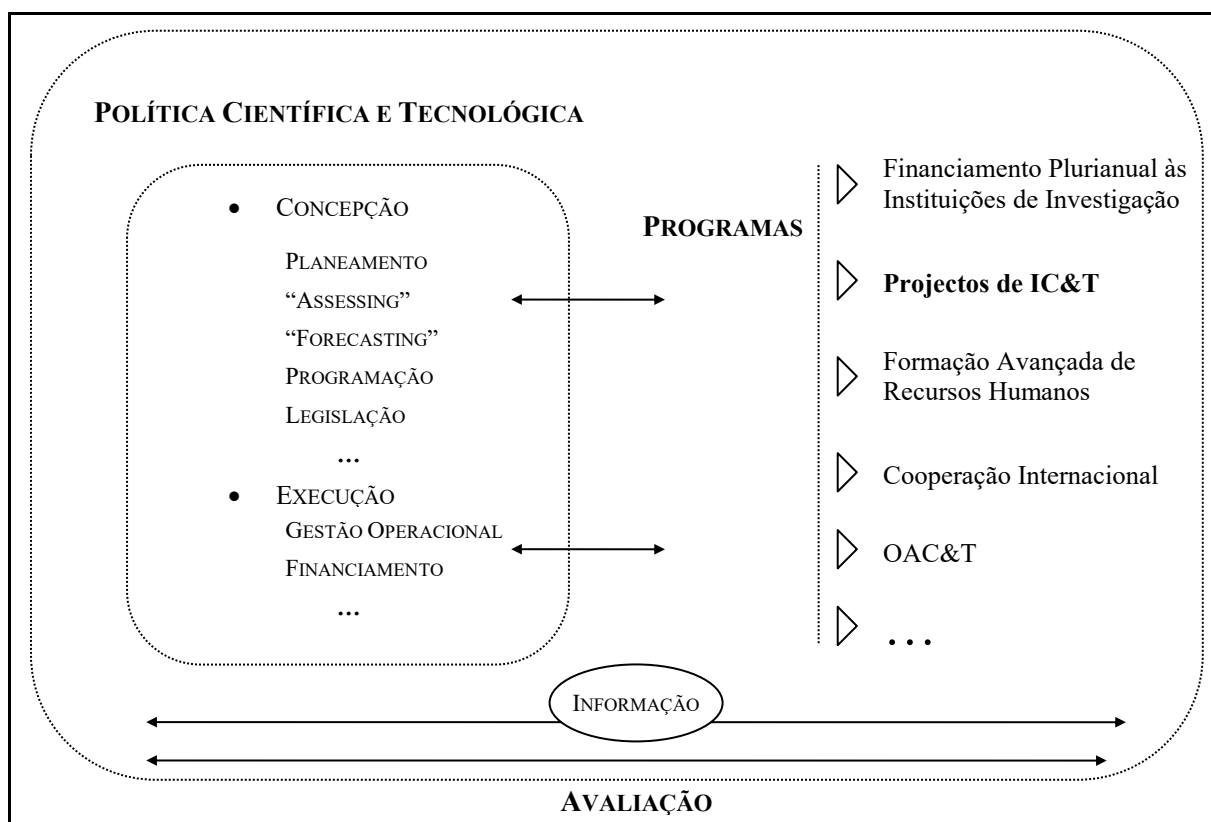 POLÍTICA CIENTÍFICA E TECNOLÓGICA
• CONCEPÇÃO
PLANEAMENTO
“ASSESSING”
“FORECASTING”
PROGRAMAÇÃO
LEGISLAÇÃO
...
• EXECUÇÃO
GESTÃO OPERACIONAL
FINANCIAMENTO
...
PROGRAMAS
Financiamento Plurianual às
Instituições de Investigação
Projectos de IC&T
Formação Avançada de
Recursos Humanos
Cooperação Internacional
OAC&T
...
INFORMAÇÃO
AVALIAÇÃO